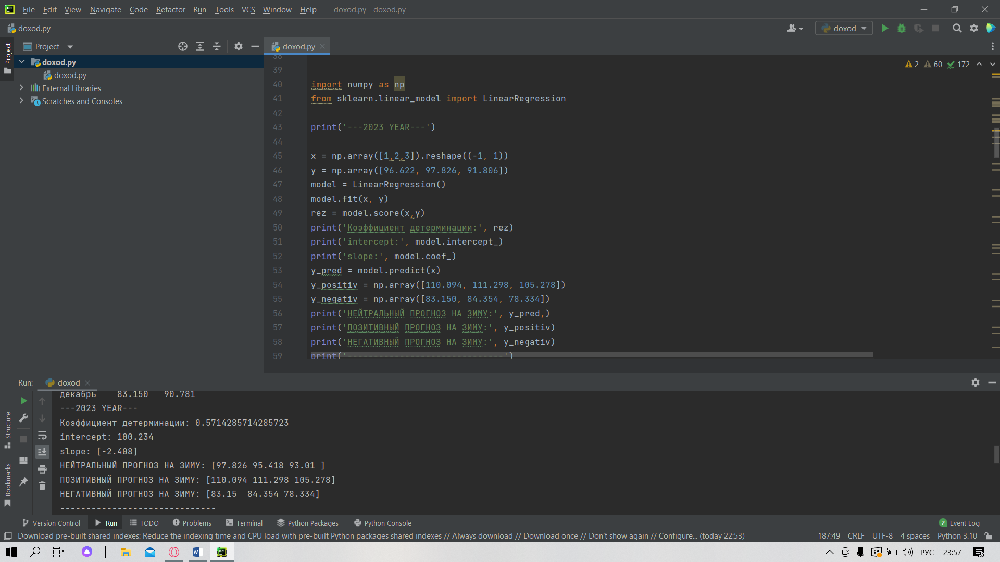 File Edit View Navigate Code Refactor Run Tools VCS Window Help doxod.py - doxod.py
doxod.py
doxod
Project
Project
doxod.py
doxod.py
External Libraries
Scratches and Consoles
doxod.py
2 60 172
38
39
40 import numpy as np
41 from sklearn.linear_model import LinearRegression
42
43 print('---2023 YEAR---')
44
45 x = np.array([1,2,3]).reshape((-1, 1))
46 y = np.array([96.622, 97.826, 91.806])
47 model = LinearRegression()
48 model.fit(x, y)
49 rez = model.score(x,y)
50 print('Коэффициент детерминации:', rez)
51 print('intercept:', model.intercept_)
52 print('slope:', model.coef_)
53 y_pred = model.predict(x)
54 y_positiv = np.array([110.094, 111.298, 105.278])
55 y_negativ = np.array([83.150, 84.354, 78.334])
56 print('НЕЙТРАЛЬНЫЙ ПРОГНОЗ НА ЗИМУ:', y_pred,)
57 print('ПОЗИТИВНЫЙ ПРОГНОЗ НА ЗИМУ:', y_positiv)
58 print('НЕГАТИВНЫЙ ПРОГНОЗ НА ЗИМУ:', y_negativ)
59 print('------------------------------')
Run: doxod
декабрь 83.150 90.781
---2023 YEAR---
Коэффициент детерминации: 0.5714285714285723
intercept: 100.234
slope: [-2.408]
НЕЙТРАЛЬНЫЙ ПРОГНОЗ НА ЗИМУ: [97.826 95.418 93.01 ]
ПОЗИТИВНЫЙ ПРОГНОЗ НА ЗИМУ: [110.094 111.298 105.278]
НЕГАТИВНЫЙ ПРОГНОЗ НА ЗИМУ: [83.15  84.354 78.334]
------------------------------
Structure
Bookmarks
Version Control Run TODO Problems Terminal Python Packages Python Console 2 Event Log
Download pre-built shared indexes: Reduce the indexing time and CPU load with pre-built Python packages shared indexes // Always download // Download once // Don't show again // Configure... (today 22:53) 187:49 CRLF UTF-8 4 spaces Python 3.10
РУС 23:57